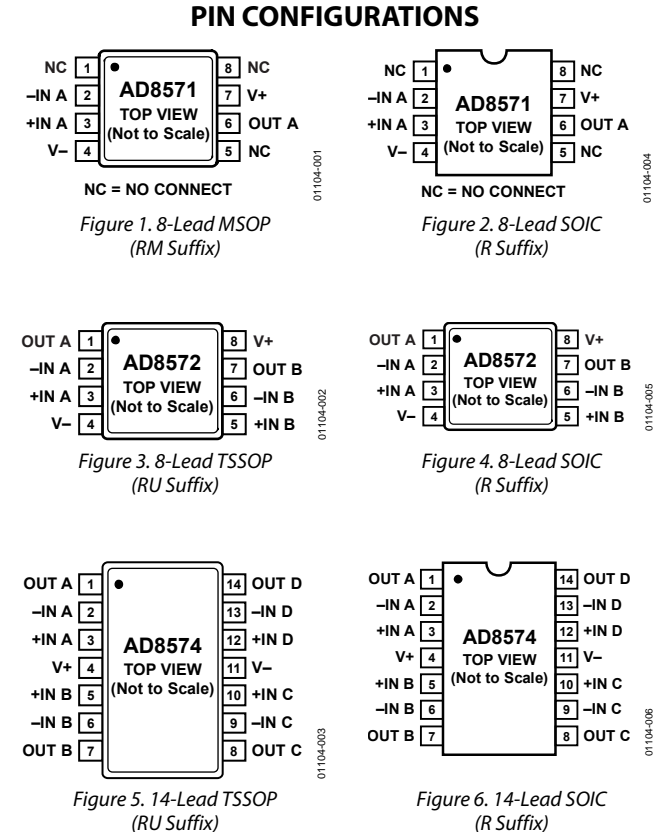 PIN CONFIGURATIONS
NC 1
–IN A 2
+IN A 3
V– 4
AD8571
TOP VIEW
(Not to Scale)
8 NC
7 V+
6 OUT A
5 NC
NC = NO CONNECT
01104-001
Figure 1. 8-Lead MSOP
(RM Suffix)
NC 1
–IN A 2
+IN A 3
V– 4
AD8571
TOP VIEW
(Not to Scale)
8 NC
7 V+
6 OUT A
5 NC
NC = NO CONNECT
01104-004
Figure 2. 8-Lead SOIC
(R Suffix)
OUT A 1
–IN A 2
+IN A 3
V– 4
AD8572
TOP VIEW
(Not to Scale)
8 V+
7 OUT B
6 –IN B
5 +IN B
01104-002
Figure 3. 8-Lead TSSOP
(RU Suffix)
OUT A 1
–IN A 2
+IN A 3
V– 4
AD8572
TOP VIEW
(Not to Scale)
8 V+
7 OUT B
6 –IN B
5 +IN B
01104-005
Figure 4. 8-Lead SOIC
(R Suffix)
OUT A 1
–IN A 2
+IN A 3
V+ 4
+IN B 5
–IN B 6
OUT B 7
AD8574
TOP VIEW
(Not to Scale)
14 OUT D
13 –IN D
12 +IN D
11 V–
10 +IN C
9 –IN C
8 OUT C
01104-003
Figure 5. 14-Lead TSSOP
(RU Suffix)
OUT A 1
–IN A 2
+IN A 3
V+ 4
+IN B 5
–IN B 6
OUT B 7
AD8574
TOP VIEW
(Not to Scale)
14 OUT D
13 –IN D
12 +IN D
11 V–
10 +IN C
9 –IN C
8 OUT C
01104-006
Figure 6. 14-Lead SOIC
(R Suffix)